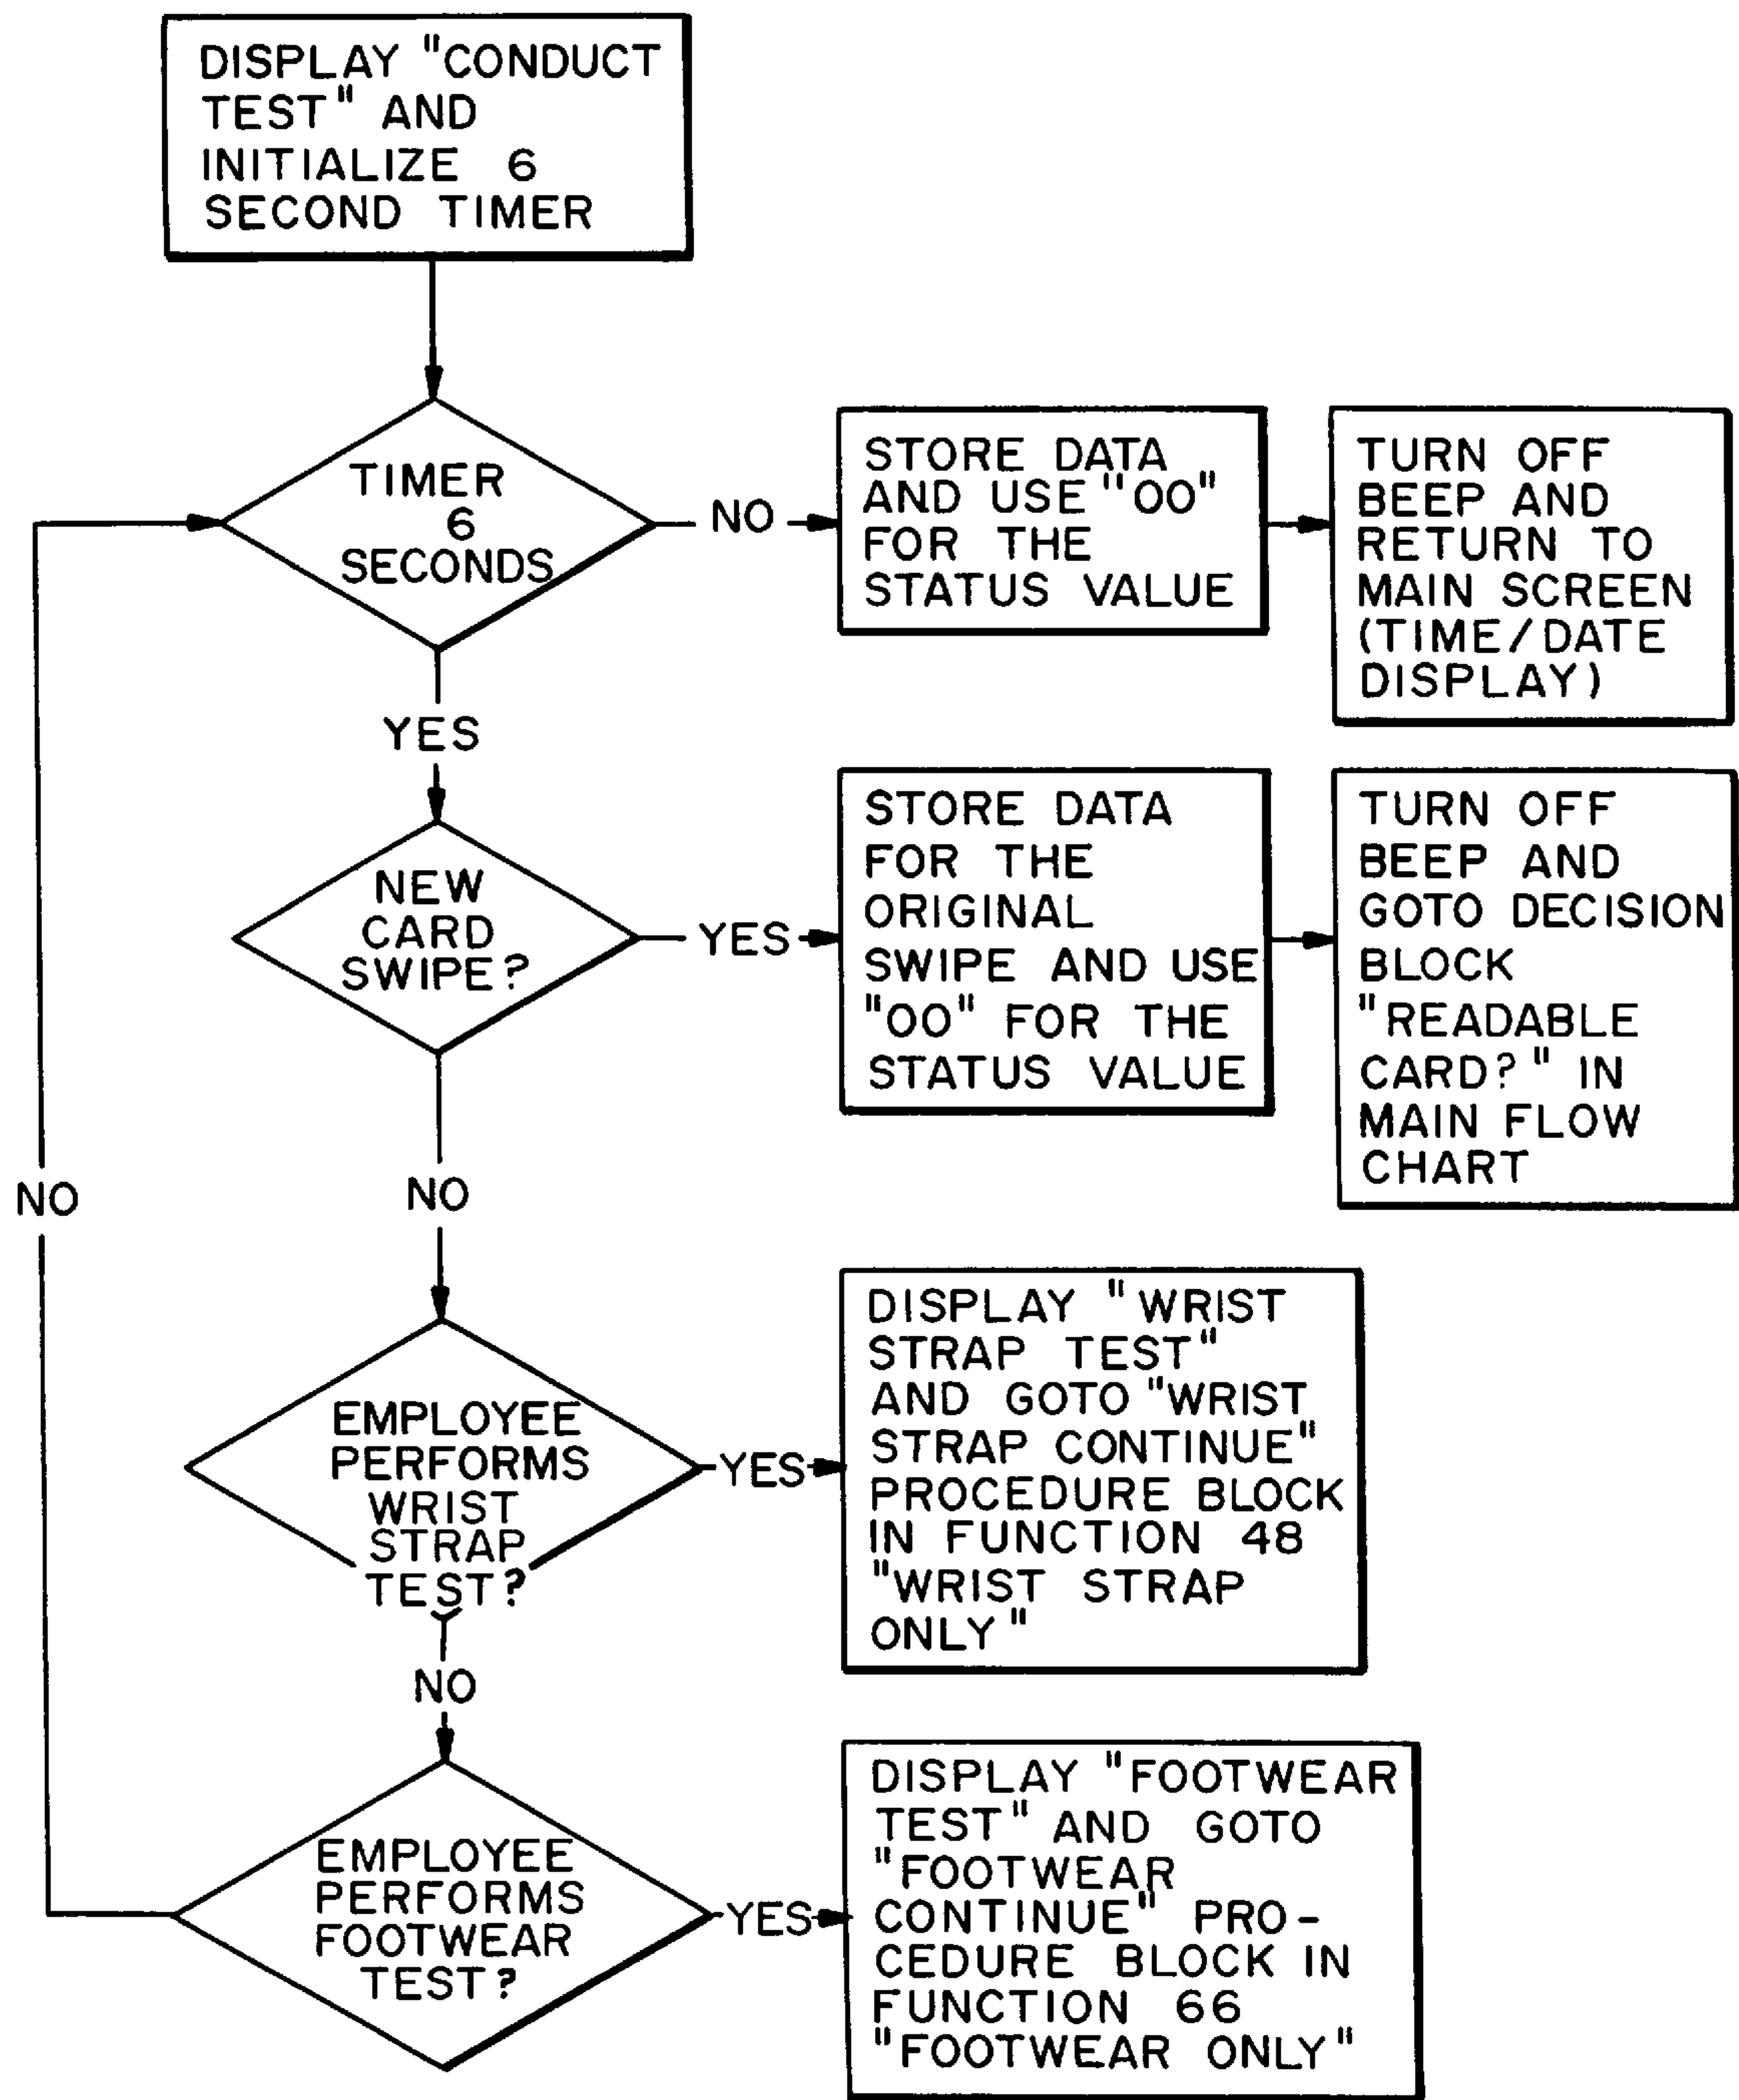 DISPLAY "CONDUCT
TEST" AND
INITIALIZE 6
SECOND TIMER
TIMER
6
SECONDS
NO
STORE DATA
AND USE "00"
FOR THE
STATUS VALUE
TURN OFF
BEEP AND
RETURN TO
MAIN SCREEN
(TIME/DATE
DISPLAY)
YES
NEW
CARD
SWIPE?
YES
STORE DATA
FOR THE
ORIGINAL
SWIPE AND USE
"00" FOR THE
STATUS VALUE
TURN OFF
BEEP AND
GOTO DECISION
BLOCK
"READABLE
CARD?" IN
MAIN FLOW
CHART
NO
NO
EMPLOYEE
PERFORMS
WRIST
STRAP
TEST?
YES
DISPLAY "WRIST
STRAP TEST"
AND GOTO "WRIST
STRAP CONTINUE"
PROCEDURE BLOCK
IN FUNCTION 48
"WRIST STRAP
ONLY"
NO
EMPLOYEE
PERFORMS
FOOTWEAR
TEST?
YES
DISPLAY "FOOTWEAR
TEST" AND GOTO
"FOOTWEAR
CONTINUE" PRO-
CEDURE BLOCK IN
FUNCTION 66
"FOOTWEAR ONLY"